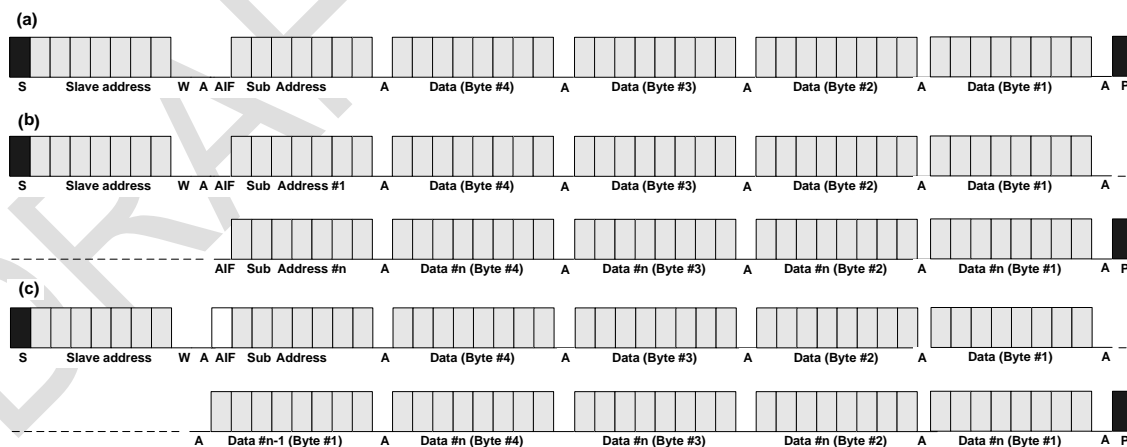 (a)
S Slave address W A AIF Sub Address A Data (Byte #4) A Data (Byte #3) A Data (Byte #2) A Data (Byte #1) A P
(b)
S Slave address W A AIF Sub Address #1 A Data (Byte #4) A Data (Byte #3) A Data (Byte #2) A Data (Byte #1) A
AIF Sub Address #n A Data #n (Byte #4) A Data #n (Byte #3) A Data #n (Byte #2) A Data #n (Byte #1) A P
(c)
S Slave address W A AIF Sub Address A Data (Byte #4) A Data (Byte #3) A Data (Byte #2) A Data (Byte #1) A
A Data #n-1 (Byte #1) A Data #n (Byte #4) A Data #n (Byte #3) A Data #n (Byte #2) A Data #n (Byte #1) A P